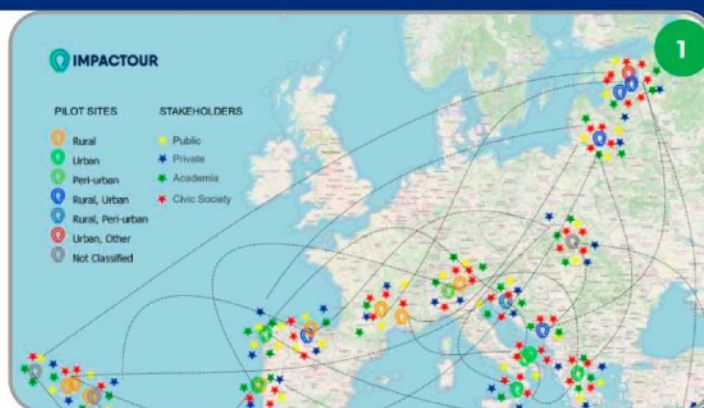 1
IMPACTOUR
PILOT SITES
Rural
Urban
Peri-urban
Rural, Urban
Rural, Peri-urban
Urban, Other
Not Classified
STAKEHOLDERS
Public
Private
Academia
Civic Society